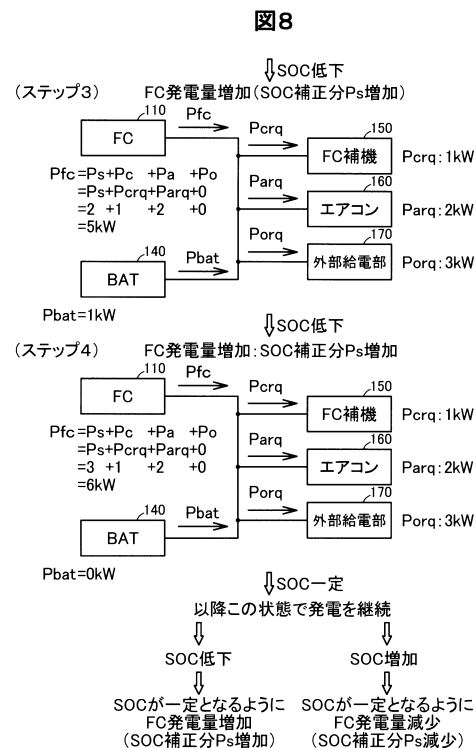 図8
SOC低下
(ステップ3) FC発電量増加(SOC補正分Ps増加)
110 Pfc 150
FC Pcrq FC補機 Pcrq:1kW
Pfc=Ps+Pc +Pa +Po
=Ps+Pcrq+Parq+0
=2 +1 +2 +0
=5kW
160
Parq エアコン Parq:2kW
140 170
BAT Pbat Porq 外部給電部 Porq:3kW
Pbat=1kW
SOC低下
(ステップ4) FC発電量増加:SOC補正分Ps増加
110 Pfc 150
FC Pcrq FC補機 Pcrq:1kW
Pfc=Ps+Pc +Pa +Po
=Ps+Pcrq+Parq+0
=3 +1 +2 +0
=6kW
160
Parq エアコン Parq:2kW
140 170
BAT Pbat Porq 外部給電部 Porq:3kW
Pbat=0kW
SOC一定
以降この状態で発電を継続
SOC低下 SOC増加
SOCが一定となるように SOCが一定となるように
FC発電量増加 FC発電量減少
(SOC補正分Ps増加) (SOC補正分Ps減少)